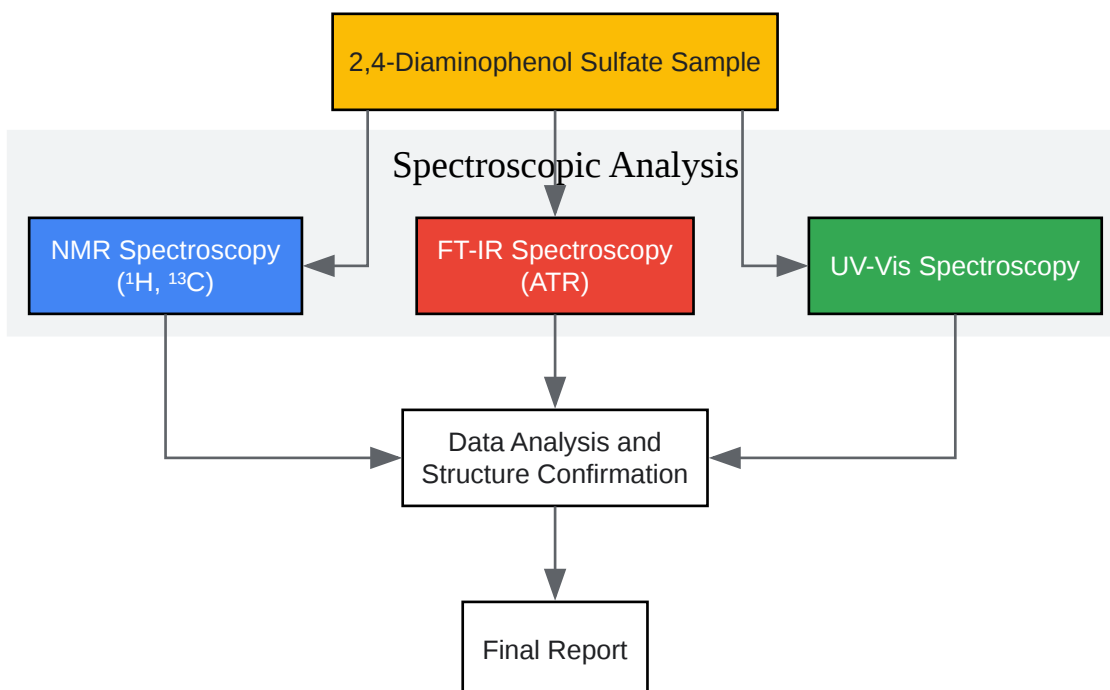 2,4-Diaminophenol Sulfate Sample
Spectroscopic Analysis
NMR Spectroscopy
(¹H, ¹³C)
FT-IR Spectroscopy
(ATR)
UV-Vis Spectroscopy
Data Analysis and
Structure Confirmation
Final Report